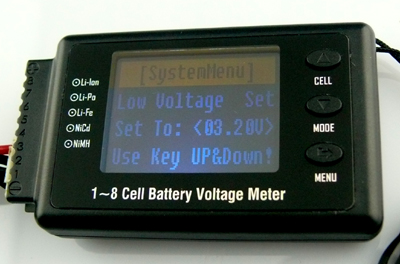 [SystemMenu]
Low Voltage Set
Set To: <03.20V>
Use Key UP&Down!
Li-Ion
Li-Po
Li-Fe
NiCd
NiMH
CELL
MODE
MENU
1~8 Cell Battery Voltage Meter